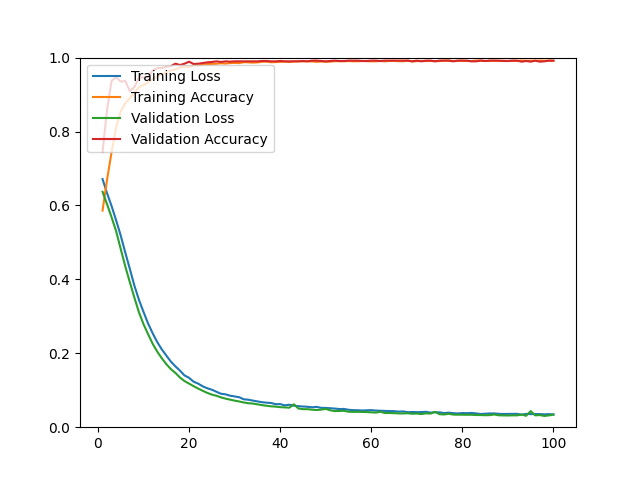 1.0
0.8
0.6
0.4
0.2
0.0
Training Loss
Training Accuracy
Validation Loss
Validation Accuracy
0 20 40 60 80 100